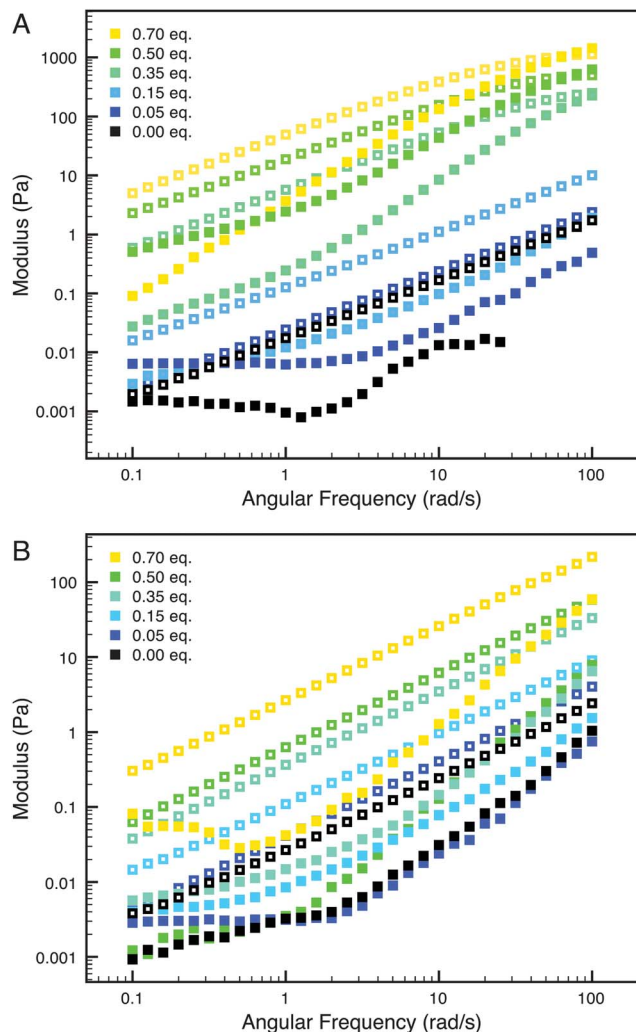 A
0.70 eq.
0.50 eq.
0.35 eq.
0.15 eq.
0.05 eq.
0.00 eq.
Modulus (Pa)
1000
100
10
1
0.1
0.01
0.001
0.1 1 10 100
Angular Frequency (rad/s)
B
0.70 eq.
0.50 eq.
0.35 eq.
0.15 eq.
0.05 eq.
0.00 eq.
Modulus (Pa)
100
10
1
0.1
0.01
0.001
0.1 1 10 100
Angular Frequency (rad/s)